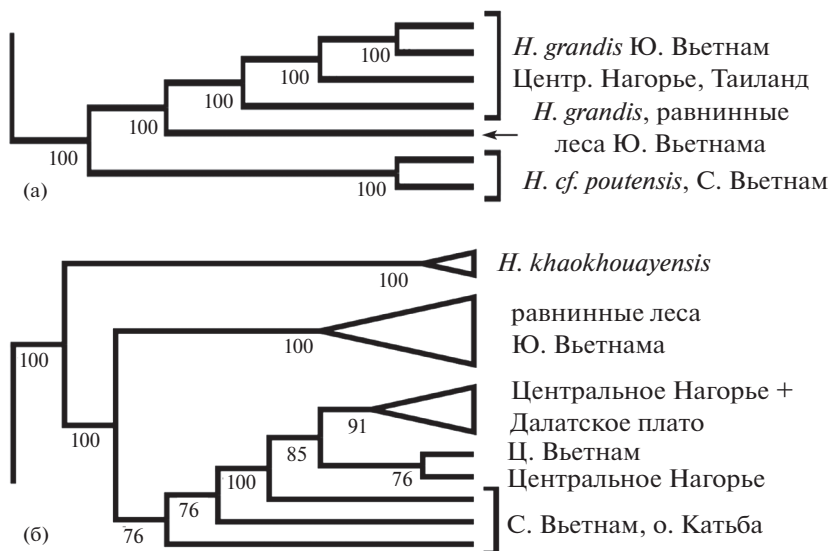 H. grandis Ю. Вьетнам
100
Центр. Нагорье, Таиланд
100
100
H. grandis, равнинные
100
леса Ю. Вьетнама
100
(а)
100
H. cf. poutensis, С. Вьетнам
H. khaokhouayensis
100
равнинные леса
Ю. Вьетнама
100
100
Центральное Нагорье +
Далатское плато
91
100
Ц. Вьетнам
85
76
Центральное Нагорье
100
76
С. Вьетнам, о. Катьба
(б)
76